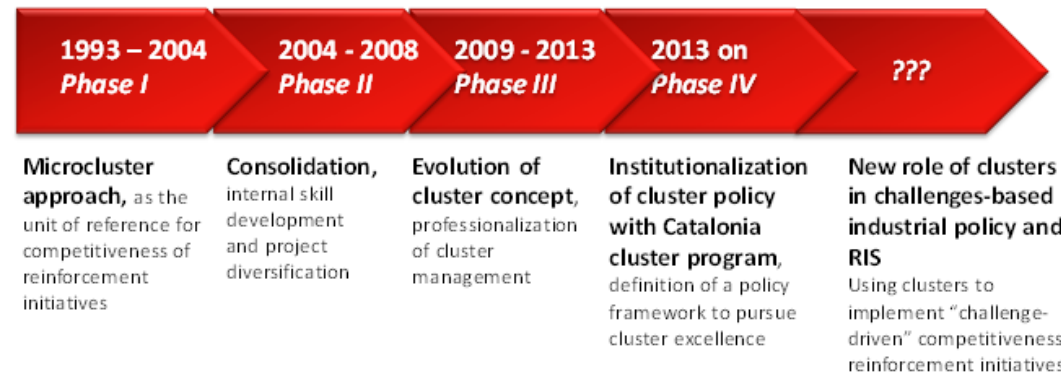 1993 – 2004
Phase I
2004 - 2008
Phase II
2009 - 2013
Phase III
2013 on
Phase IV
???
Microcluster
approach, as the
unit of reference for
competitiveness of
reinforcement
initiatives
Consolidation,
internal skill
development
and project
diversification
Evolution of
cluster concept,
professionalization
of cluster
management
Institutionalization
of cluster policy
with Catalonia
cluster program,
definition of a policy
framework to pursue
cluster excellence
New role of clusters
in challenges-based
industrial policy and
RIS
Using clusters to
implement “challenge-
driven” competitiveness
reinforcement initiatives